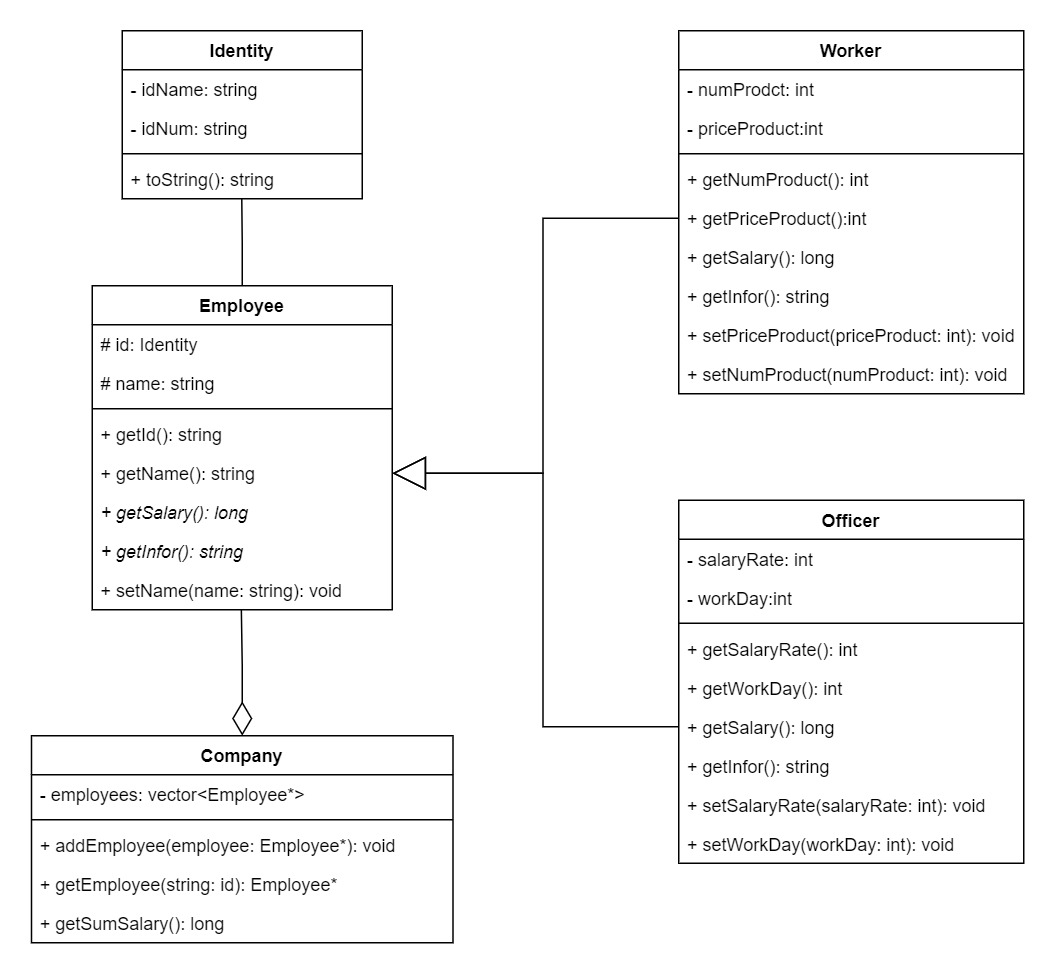 Identity
- idName: string
- idNum: string
+ toString(): string
Employee
# id: Identity
# name: string
+ getId(): string
+ getName(): string
+ getSalary(): long
+ getInfor(): string
+ setName(name: string): void
Company
- employees: vector<Employee*>
+ addEmployee(employee: Employee*): void
+ getEmployee(string: id): Employee*
+ getSumSalary(): long
Worker
- numProdct: int
- priceProduct:int
+ getNumProduct(): int
+ getPriceProduct():int
+ getSalary(): long
+ getInfor(): string
+ setPriceProduct(priceProduct: int): void
+ setNumProduct(numProduct: int): void
Officer
- salaryRate: int
- workDay:int
+ getSalaryRate(): int
+ getWorkDay(): int
+ getSalary(): long
+ getInfor(): string
+ setSalaryRate(salaryRate: int): void
+ setWorkDay(workDay: int): void